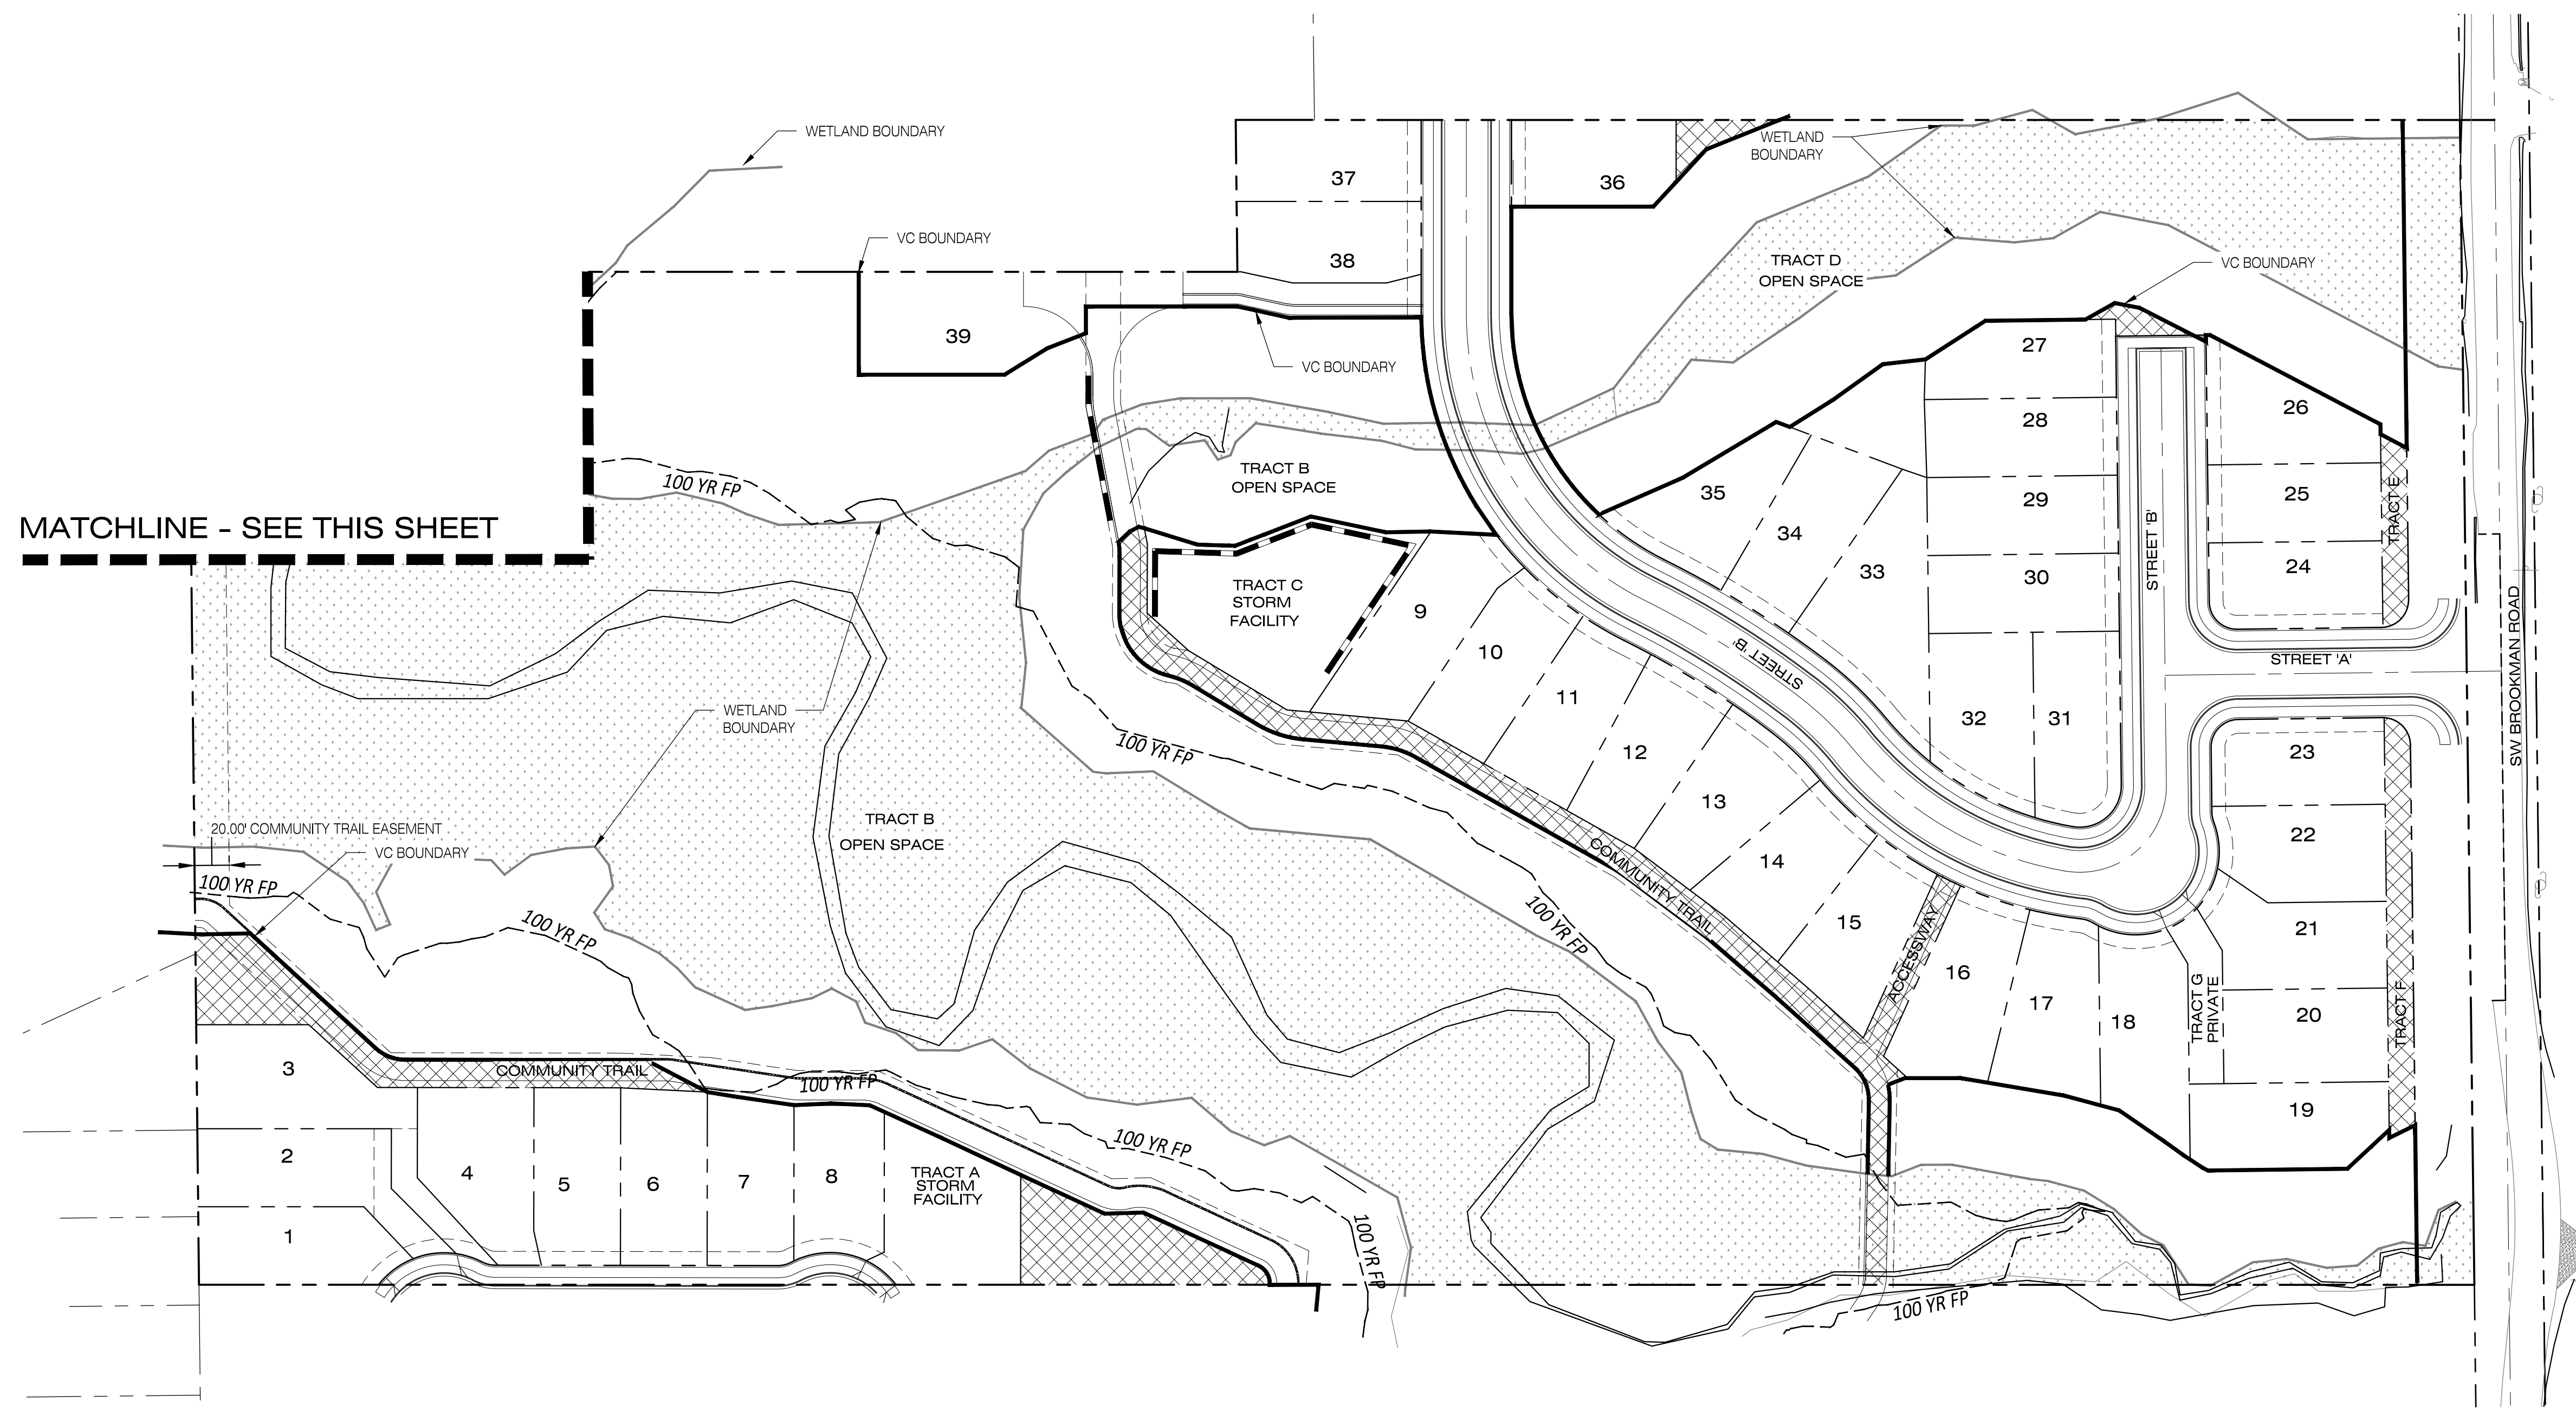 WETLAND BOUNDARY
WETLAND
BOUNDARY
37
36
VC BOUNDARY
38
TRACT D
OPEN SPACE
VC BOUNDARY
39
27
VC BOUNDARY
26
28
TRACT B
OPEN SPACE
100 YR FP
35
25
29
TRACT E
MATCHLINE - SEE THIS SHEET
34
STREET 'B'
33
30
24
TRACT C
STORM
FACILITY
9
10
SW BROOKMAN ROAD
STREET 'B'
STREET 'A'
11
32
31
WETLAND
BOUNDARY
100 YR FP
12
23
13
TRACT B
OPEN SPACE
20.00' COMMUNITY TRAIL EASEMENT
VC BOUNDARY
22
14
COMMUNITY TRAIL
100 YR FP
100 YR FP
100 YR FP
15
ACCESSWAY
21
16
17
18
TRACT G
PRIVATE
20
TRACT F
3
COMMUNITY TRAIL
100 YR FP
19
100 YR FP
2
4
5
6
7
8
TRACT A
STORM
FACILITY
1
100 YR FP
100 YR FP